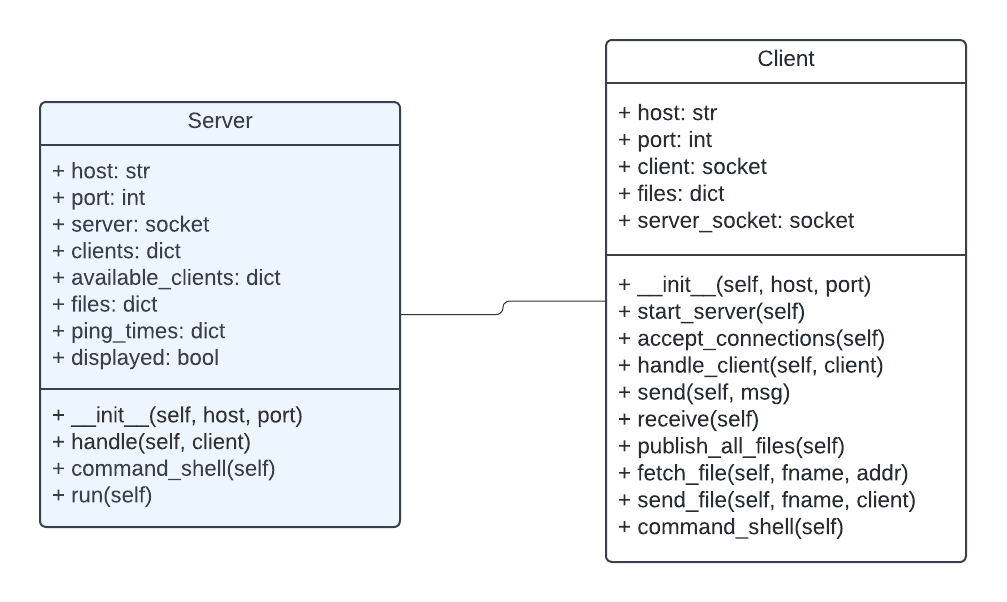 Server
+ host: str
+ port: int
+ server: socket
+ clients: dict
+ available_clients: dict
+ files: dict
+ ping_times: dict
+ displayed: bool
+ __init__(self, host, port)
+ handle(self, client)
+ command_shell(self)
+ run(self)
Client
+ host: str
+ port: int
+ client: socket
+ files: dict
+ server_socket: socket
+ __init__(self, host, port)
+ start_server(self)
+ accept_connections(self)
+ handle_client(self, client)
+ send(self, msg)
+ receive(self)
+ publish_all_files(self)
+ fetch_file(self, fname, addr)
+ send_file(self, fname, client)
+ command_shell(self)